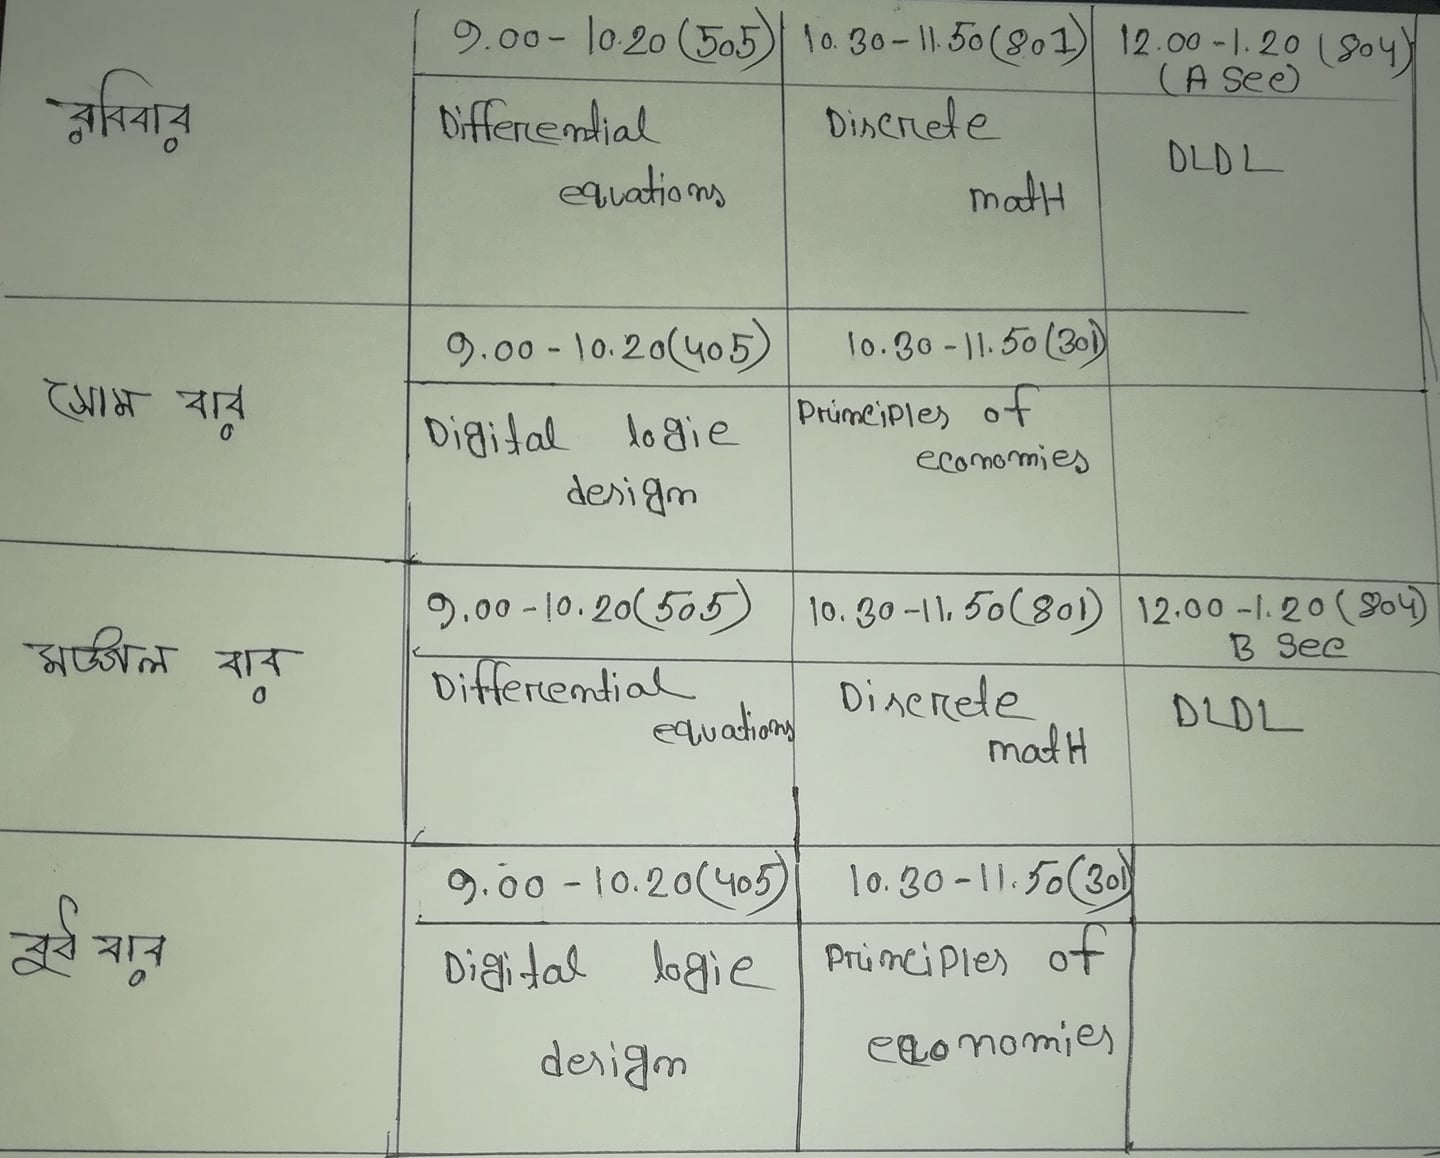 9.00 - 10.20 (505) 10.30 - 11.50 (801) 12.00 - 1.20 (804)
(A Sec)
রবিবার Differential Discrete DLDL
equations matH
9.00 - 10.20 (405) 10.30 - 11.50 (301)
সোম বার Digital logic Principles of
design economics
9.00 - 10.20 (505) 10.30 - 11.50 (801) 12.00 - 1.20 (804)
B Sec
মঙ্গল বার Differential Discrete DLDL
equations matH
9.00 - 10.20 (405) 10.30 - 11.50 (301)
বুধ বার Digital logic Principles of
design economics